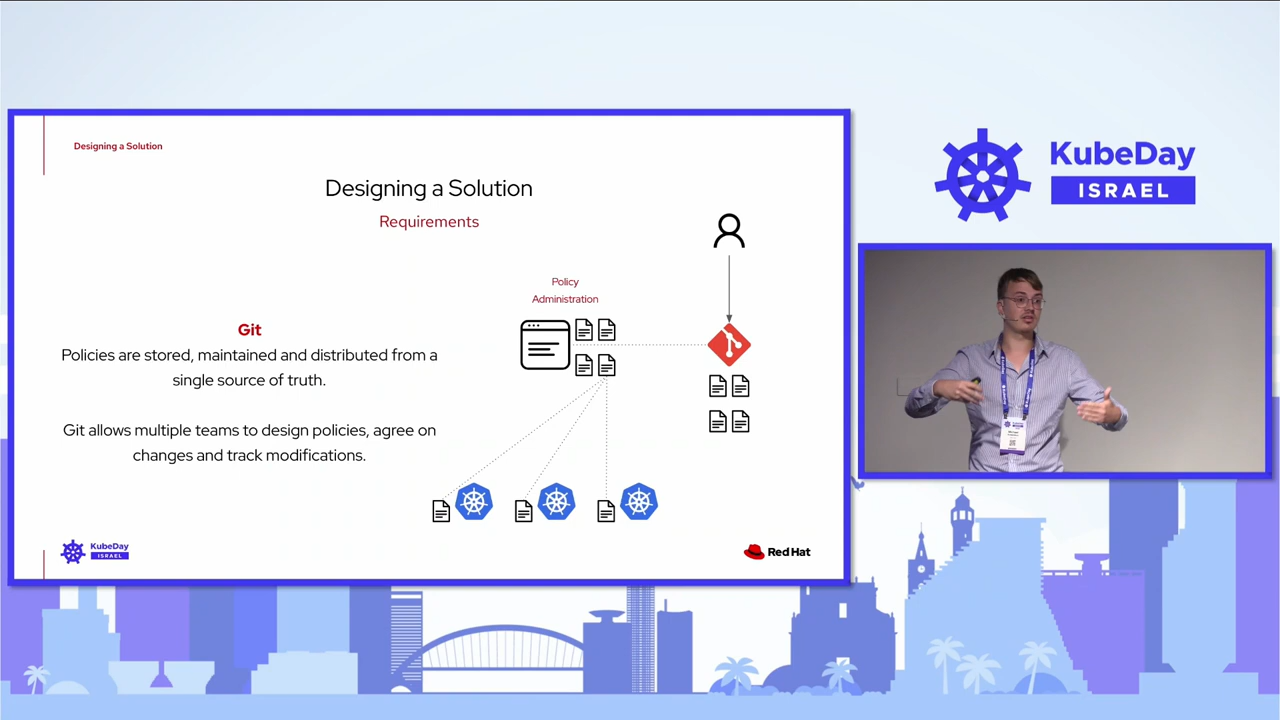 Designing a Solution
Designing a Solution
Requirements
Policy
Administration
Git
Policies are stored, maintained and distributed from a
single source of truth.
Git allows multiple teams to design policies, agree on
changes and track modifications.
KubeDay
ISRAEL
Red Hat
KubeDay
ISRAEL